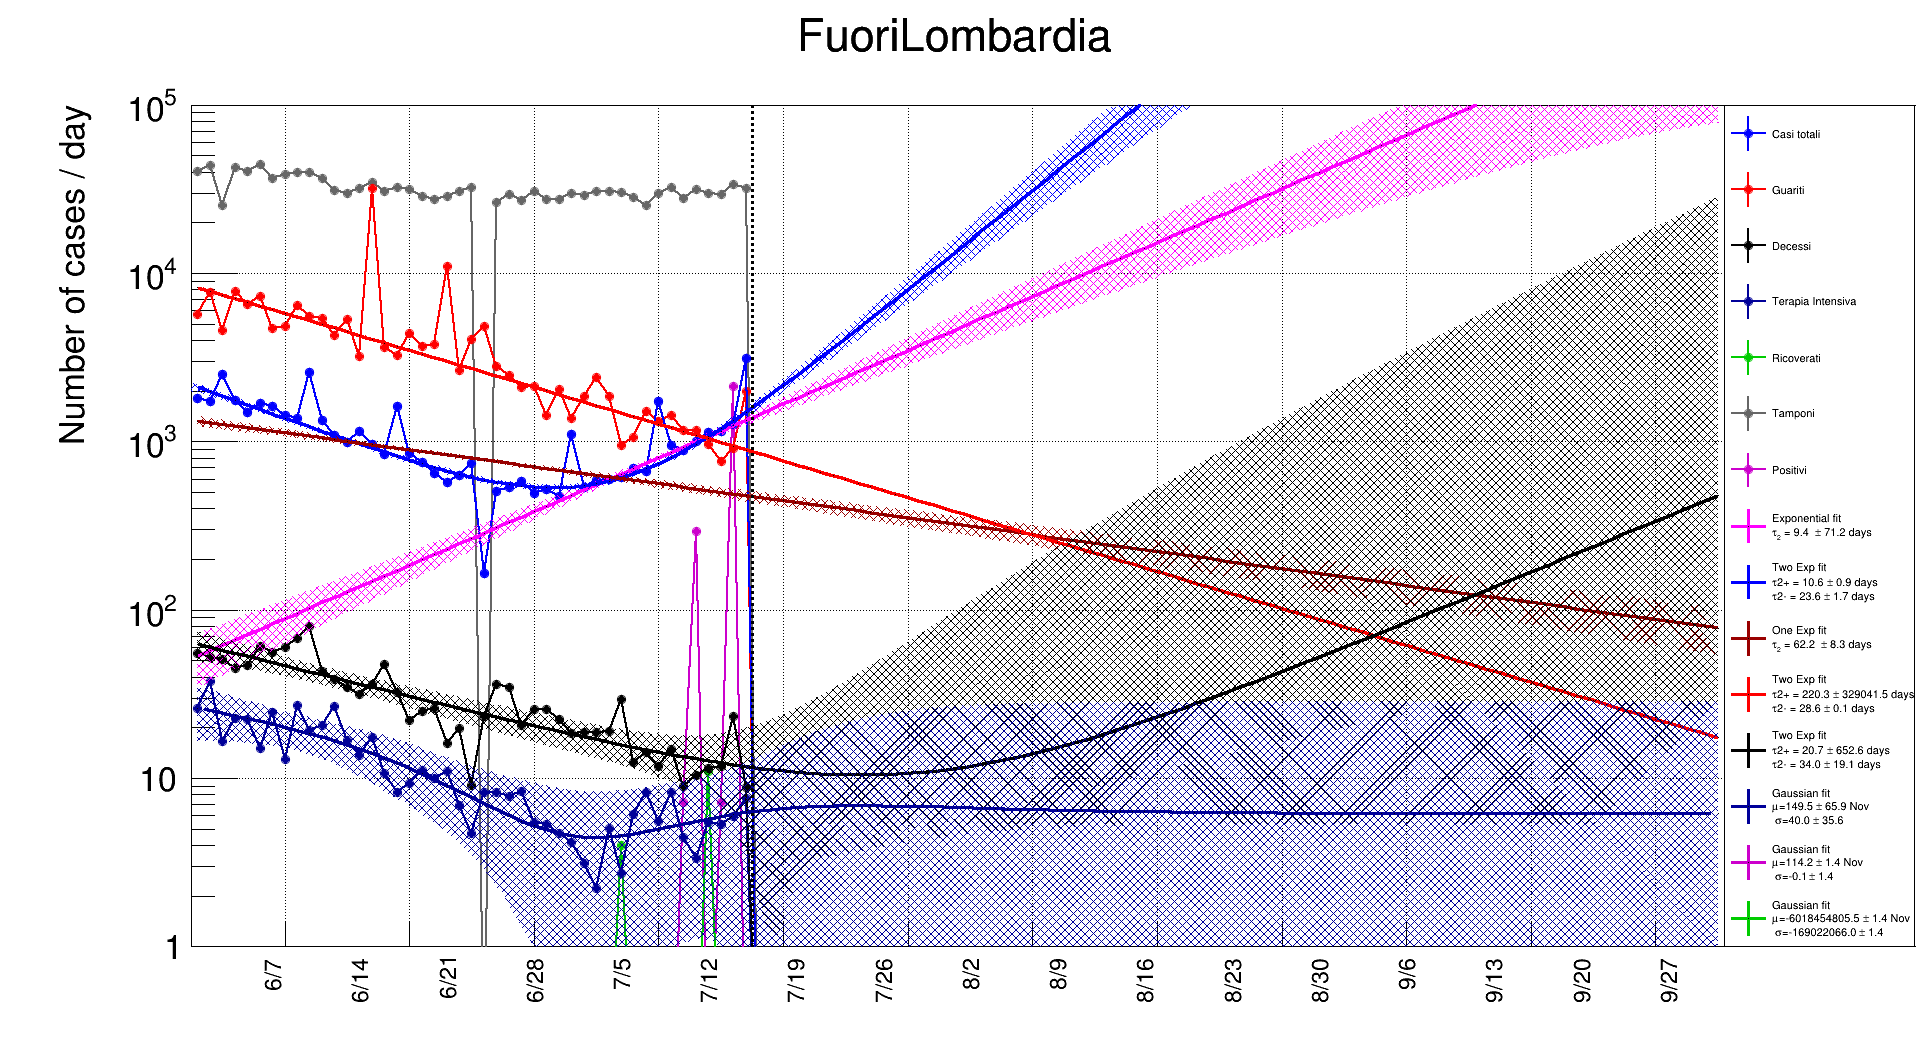 FuoriLombardia
Number of cases / day
10^5
10^4
10^3
10^2
10
1
6/7
6/14
6/21
6/28
7/5
7/12
7/19
7/26
8/2
8/9
8/16
8/23
8/30
9/6
9/13
9/20
9/27
Casi totali
Guariti
Decessi
Terapia Intensiva
Ricoverati
Tamponi
Positivi
Exponential fit
τ₂ = 9.4 ± 71.2 days
Two Exp fit
τ2+ = 10.6 ± 0.9 days
τ2- = 23.6 ± 1.7 days
One Exp fit
τ₂ = 62.2 ± 8.3 days
Two Exp fit
τ2+ = 220.3 ± 329041.5 days
τ2- = 28.6 ± 0.1 days
Two Exp fit
τ2+ = 20.7 ± 652.6 days
τ2- = 34.0 ± 19.1 days
Gaussian fit
μ=149.5 ± 65.9 Nov
σ=40.0 ± 35.6
Gaussian fit
μ=114.2 ± 1.4 Nov
σ=-0.1 ± 1.4
Gaussian fit
μ=-6018454805.5 ± 1.4 Nov
σ=-169022066.0 ± 1.4